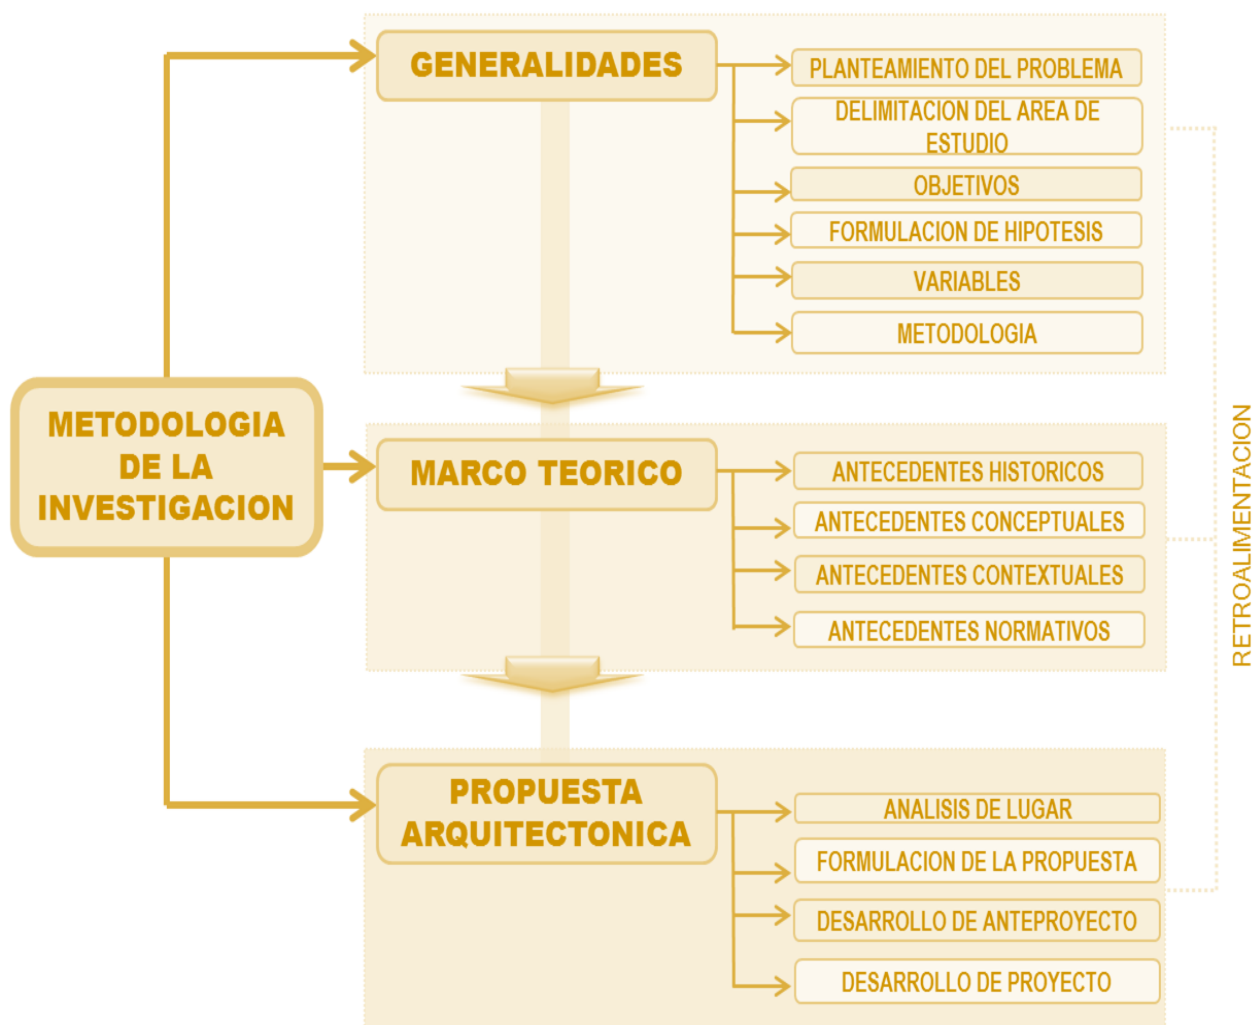 METODOLOGIA
DE LA
INVESTIGACION
GENERALIDADES
PLANTEAMIENTO DEL PROBLEMA
DELIMITACION DEL AREA DE
ESTUDIO
OBJETIVOS
FORMULACION DE HIPOTESIS
VARIABLES
METODOLOGIA
MARCO TEORICO
ANTECEDENTES HISTORICOS
ANTECEDENTES CONCEPTUALES
ANTECEDENTES CONTEXTUALES
ANTECEDENTES NORMATIVOS
PROPUESTA
ARQUITECTONICA
ANALISIS DE LUGAR
FORMULACION DE LA PROPUESTA
DESARROLLO DE ANTEPROYECTO
DESARROLLO DE PROYECTO
RETROALIMENTACION